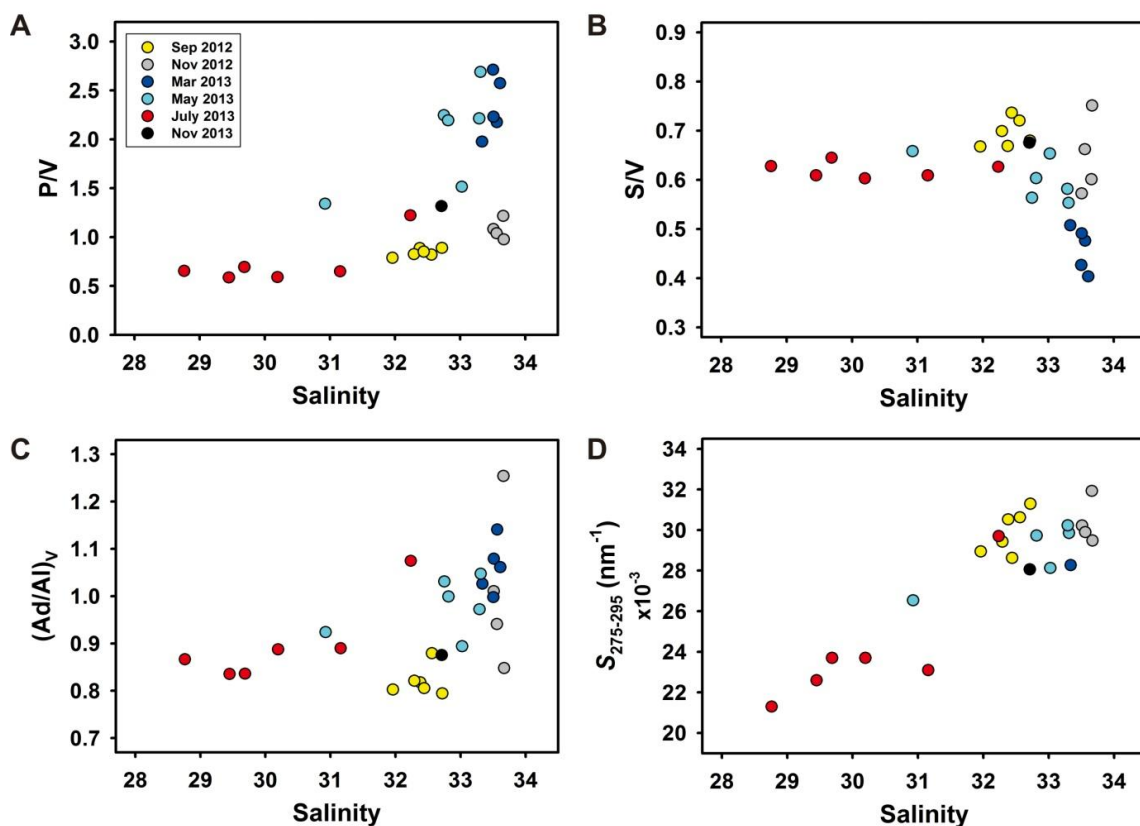 A
P/V
3.0
2.5
2.0
1.5
1.0
0.5
0.0
Sep 2012
Nov 2012
Mar 2013
May 2013
July 2013
Nov 2013
28 29 30 31 32 33 34
Salinity
B
S/V
0.9
0.8
0.7
0.6
0.5
0.4
0.3
28 29 30 31 32 33 34
Salinity
C
(Ad/Al)v
1.3
1.2
1.1
1.0
0.9
0.8
0.7
28 29 30 31 32 33 34
Salinity
D
S275-295 (nm-1)
x10-3
34
32
30
28
26
24
22
20
28 29 30 31 32 33 34
Salinity